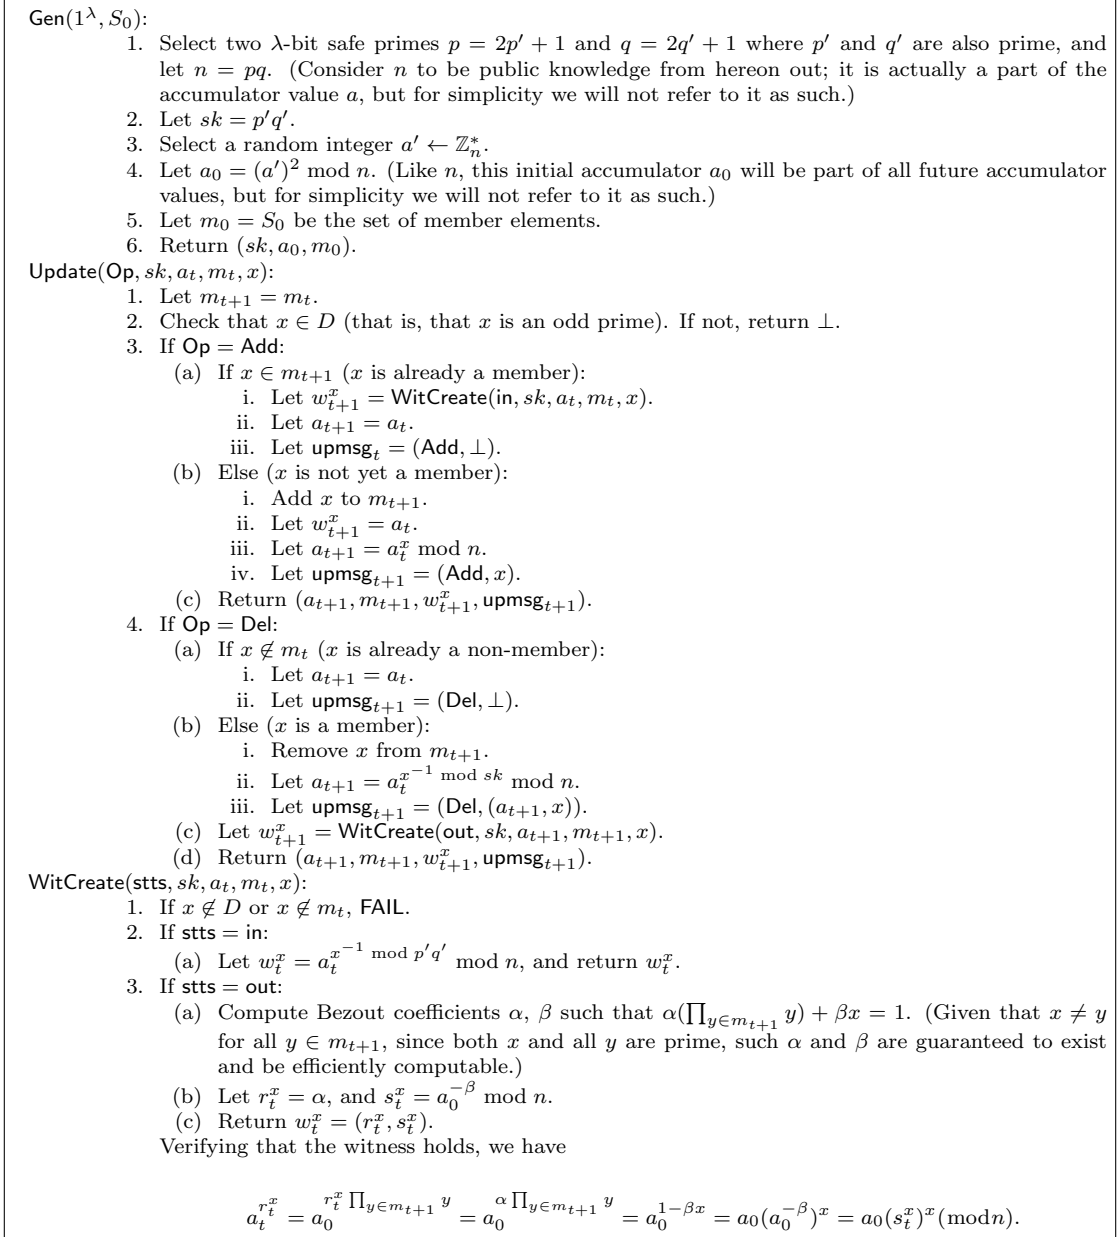 Gen(1^λ, S_0):
1. Select two λ-bit safe primes p = 2p′ + 1 and q = 2q′ + 1 where p′ and q′ are also prime, and
let n = pq. (Consider n to be public knowledge from hereon out; it is actually a part of the
accumulator value a, but for simplicity we will not refer to it as such.)
2. Let sk = p′q′.
3. Select a random integer a′ ← ℤ*_n.
4. Let a_0 = (a′)^2 mod n. (Like n, this initial accumulator a_0 will be part of all future accumulator
values, but for simplicity we will not refer to it as such.)
5. Let m_0 = S_0 be the set of member elements.
6. Return (sk, a_0, m_0).
Update(Op, sk, a_t, m_t, x):
1. Let m_{t+1} = m_t.
2. Check that x ∈ D (that is, that x is an odd prime). If not, return ⊥.
3. If Op = Add:
(a) If x ∈ m_{t+1} (x is already a member):
i. Let w^x_{t+1} = WitCreate(in, sk, a_t, m_t, x).
ii. Let a_{t+1} = a_t.
iii. Let upmsg_t = (Add, ⊥).
(b) Else (x is not yet a member):
i. Add x to m_{t+1}.
ii. Let w^x_{t+1} = a_t.
iii. Let a_{t+1} = a_t^x mod n.
iv. Let upmsg_{t+1} = (Add, x).
(c) Return (a_{t+1}, m_{t+1}, w^x_{t+1}, upmsg_{t+1}).
4. If Op = Del:
(a) If x ∉ m_t (x is already a non-member):
i. Let a_{t+1} = a_t.
ii. Let upmsg_{t+1} = (Del, ⊥).
(b) Else (x is a member):
i. Remove x from m_{t+1}.
ii. Let a_{t+1} = a_t^{x^{-1} mod sk} mod n.
iii. Let upmsg_{t+1} = (Del, (a_{t+1}, x)).
(c) Let w^x_{t+1} = WitCreate(out, sk, a_{t+1}, m_{t+1}, x).
(d) Return (a_{t+1}, m_{t+1}, w^x_{t+1}, upmsg_{t+1}).
WitCreate(stts, sk, a_t, m_t, x):
1. If x ∉ D or x ∉ m_t, FAIL.
2. If stts = in:
(a) Let w^x_t = a_t^{x^{-1} mod p′q′} mod n, and return w^x_t.
3. If stts = out:
(a) Compute Bezout coefficients α, β such that α(∏_{y∈m_{t+1}} y) + βx = 1. (Given that x ≠ y
for all y ∈ m_{t+1}, since both x and all y are prime, such α and β are guaranteed to exist
and be efficiently computable.)
(b) Let r^x_t = α, and s^x_t = a_0^{-β} mod n.
(c) Return w^x_t = (r^x_t, s^x_t).
Verifying that the witness holds, we have
a_t^{r^x_t} = a_0^{r^x_t ∏_{y∈m_{t+1}} y} = a_0^{α ∏_{y∈m_{t+1}} y} = a_0^{1-βx} = a_0(a_0^{-β})^x = a_0(s^x_t)^x (modn).